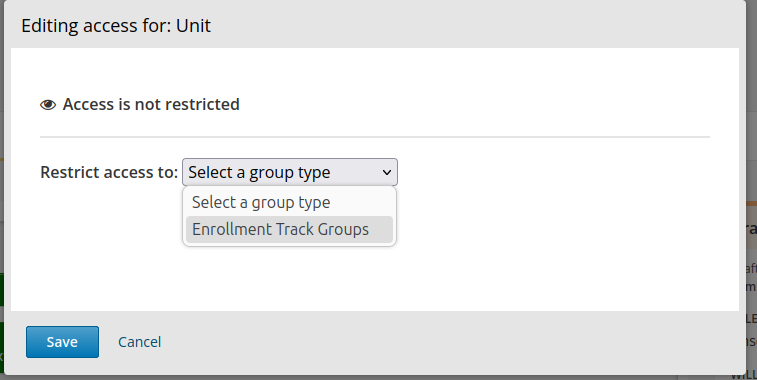 Editing access for: Unit
Access is not restricted
Restrict access to: Select a group type
Select a group type
Enrollment Track Groups
Save Cancel